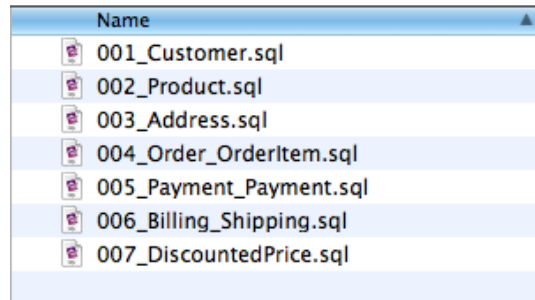 Name
001_Customer.sql
002_Product.sql
003_Address.sql
004_Order_OrderItem.sql
005_Payment_Payment.sql
006_Billing_Shipping.sql
007_DiscountedPrice.sql